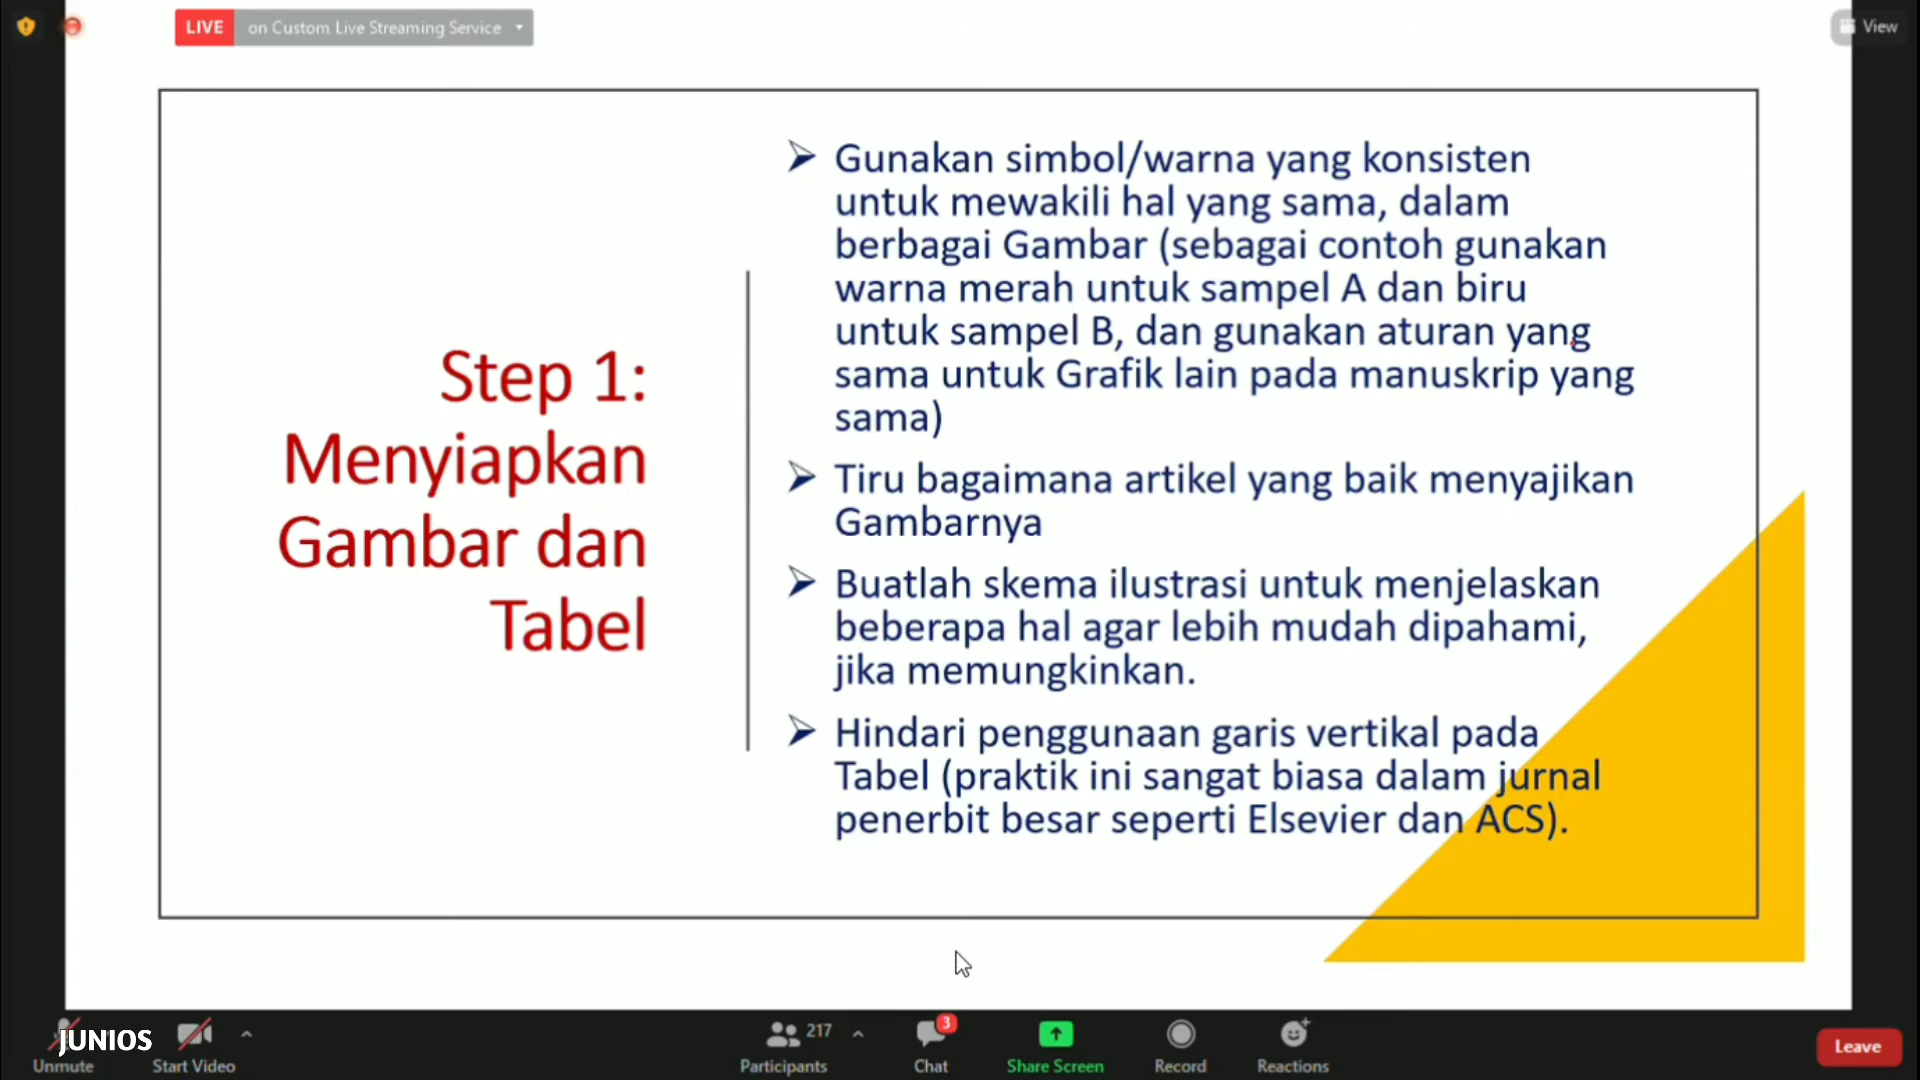 LIVE on Custom Live Streaming Service
View
Step 1:
Menyiapkan
Gambar dan
Tabel
Gunakan simbol/warna yang konsisten
untuk mewakili hal yang sama, dalam
berbagai Gambar (sebagai contoh gunakan
warna merah untuk sampel A dan biru
untuk sampel B, dan gunakan aturan yang
sama untuk Grafik lain pada manuskrip yang
sama)
Tiru bagaimana artikel yang baik menyajikan
Gambarnya
Buatlah skema ilustrasi untuk menjelaskan
beberapa hal agar lebih mudah dipahami,
jika memungkinkan.
Hindari penggunaan garis vertikal pada
Tabel (praktik ini sangat biasa dalam jurnal
penerbit besar seperti Elsevier dan ACS).
JUNIOS
Unmute
Start Video
217
Participants
3
Chat
Share Screen
Record
Reactions
Leave